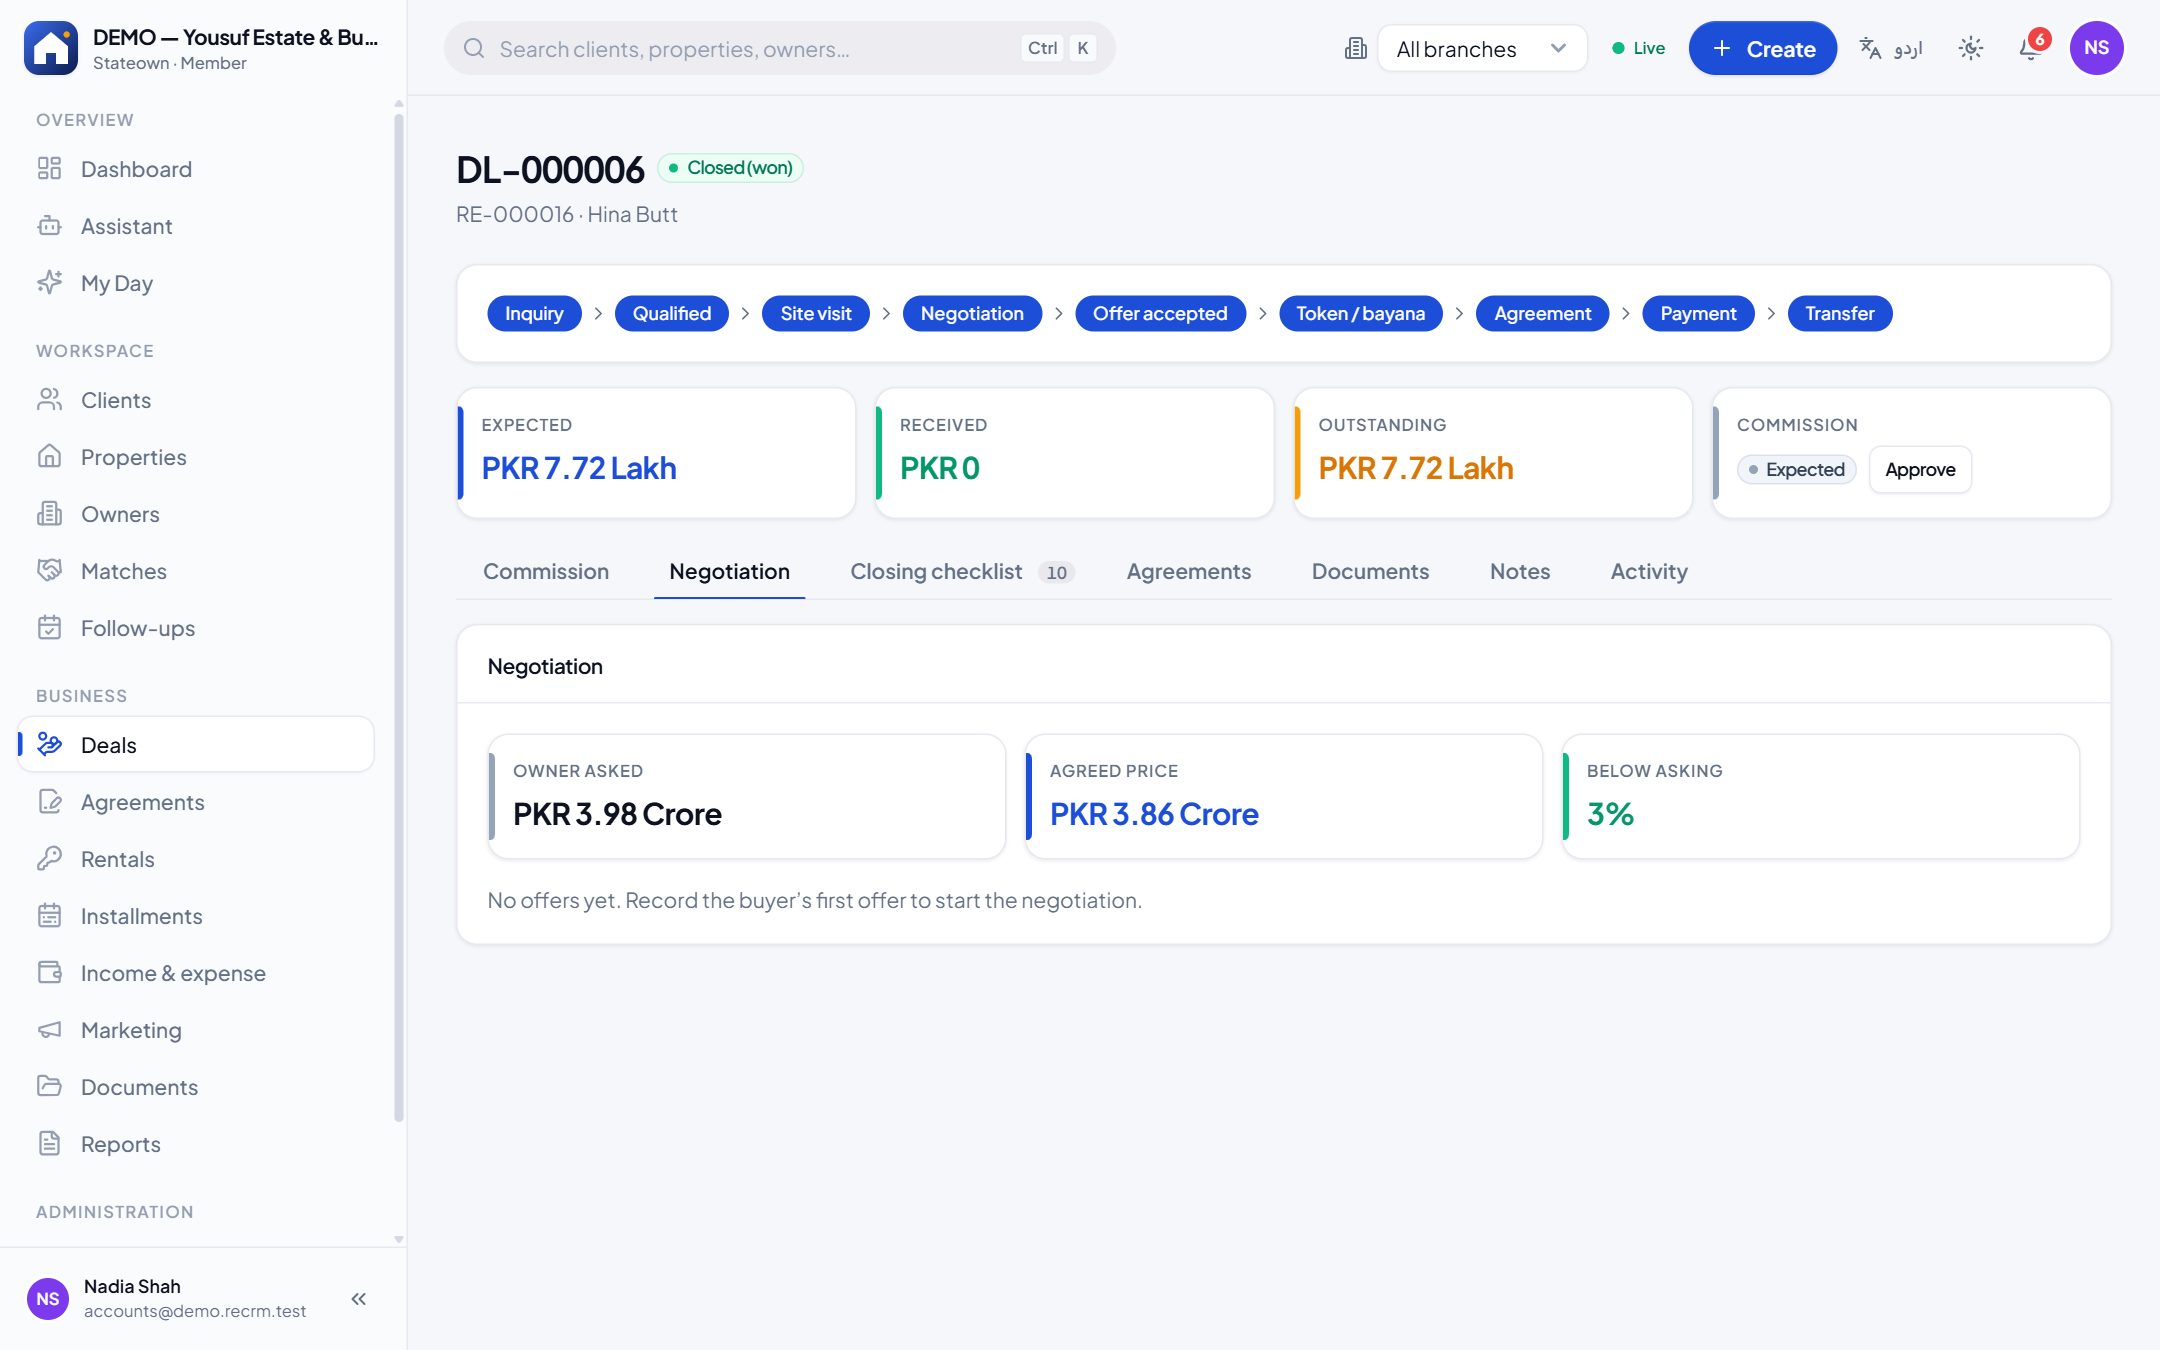 DEMO — Yousuf Estate & Bu...
Stateown · Member
Search clients, properties, owners...
Ctrl K
All branches
Live
Create
اردو
6
NS
OVERVIEW
Dashboard
Assistant
My Day
WORKSPACE
Clients
Properties
Owners
Matches
Follow-ups
BUSINESS
Deals
Agreements
Rentals
Installments
Income & expense
Marketing
Documents
Reports
ADMINISTRATION
NS
Nadia Shah
accounts@demo.recrm.test
DL-000006 Closed (won)
RE-000016 · Hina Butt
Inquiry Qualified Site visit Negotiation Offer accepted Token / bayana Agreement Payment Transfer
EXPECTED
PKR 7.72 Lakh
RECEIVED
PKR 0
OUTSTANDING
PKR 7.72 Lakh
COMMISSION
Expected Approve
Commission Negotiation Closing checklist 10 Agreements Documents Notes Activity
Negotiation
OWNER ASKED
PKR 3.98 Crore
AGREED PRICE
PKR 3.86 Crore
BELOW ASKING
3%
No offers yet. Record the buyer's first offer to start the negotiation.